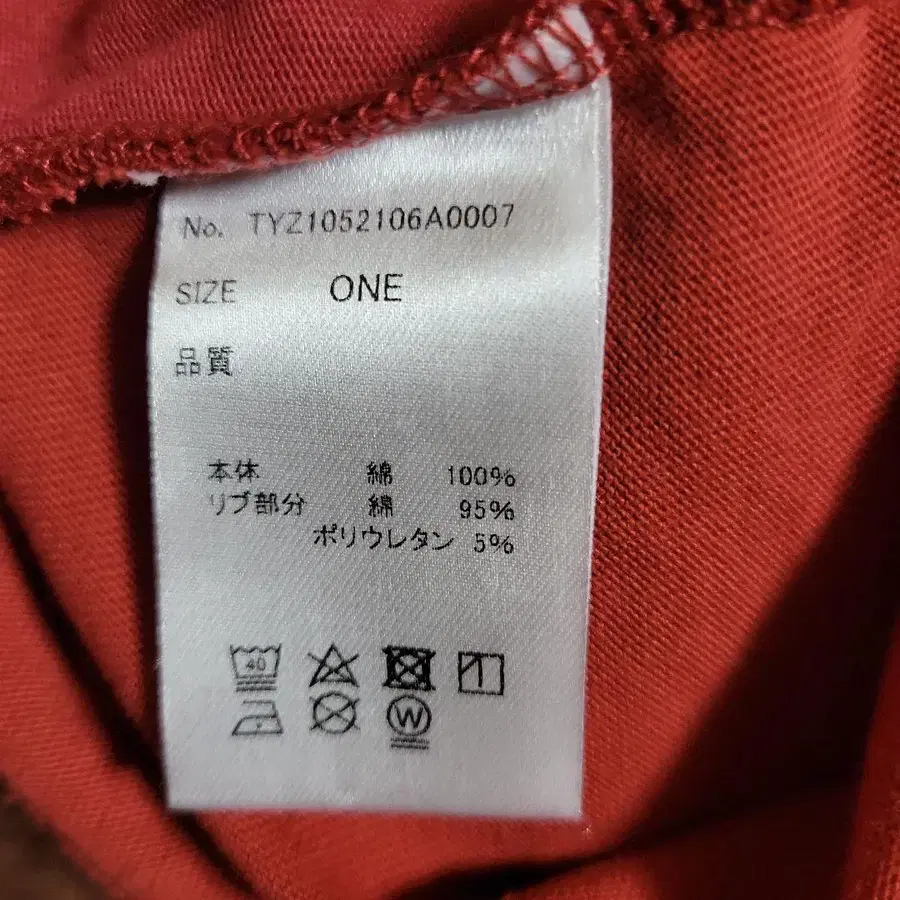 No. TYZ1052106A0007
SIZE ONE
品質
本体 綿 100%
リブ部分 綿 95%
ポリウレタン 5%
40
W